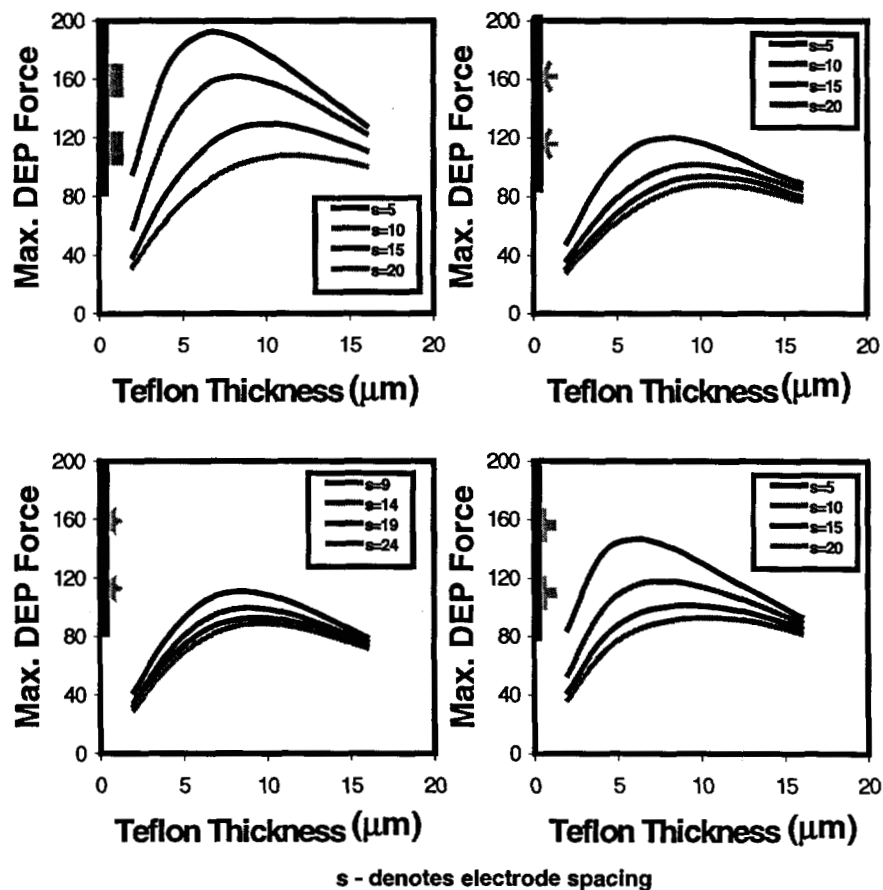 200
160
120
80
40
0
Max. DEP Force
s=5
s=10
s=15
s=20
0 5 10 15 20
Teflon Thickness (μm)
200
160
120
80
40
0
Max. DEP Force
s=5
s=10
s=15
s=20
0 5 10 15 20
Teflon Thickness (μm)
200
160
120
80
40
0
Max. DEP Force
s=9
s=14
s=19
s=24
0 5 10 15 20
Teflon Thickness (μm)
200
160
120
80
40
0
Max. DEP Force
s=5
s=10
s=15
s=20
0 5 10 15 20
Teflon Thickness (μm)
s - denotes electrode spacing